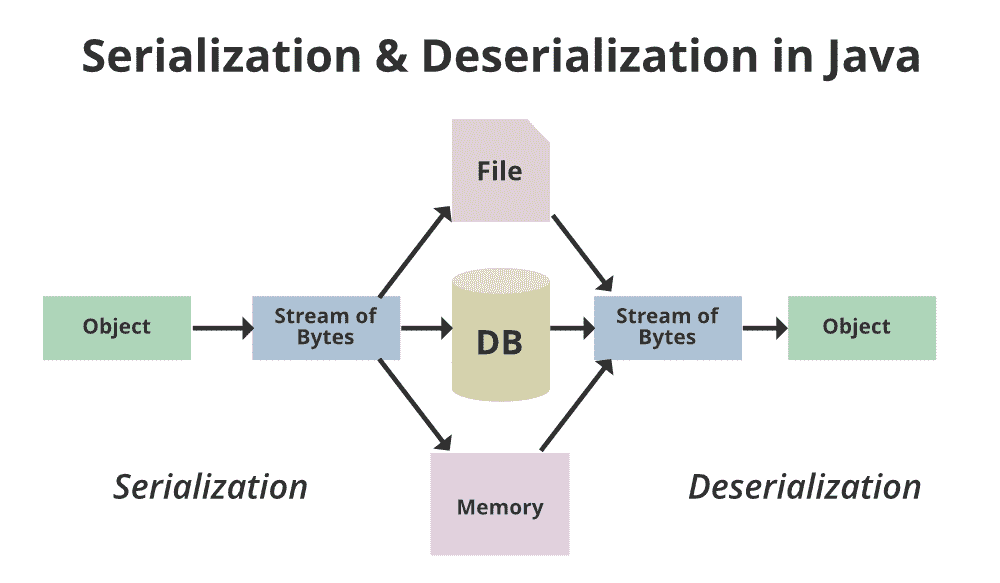 Serialization & Deserialization in Java
File
Object
Stream of
Bytes
DB
Stream of
Bytes
Object
Memory
Serialization
Deserialization